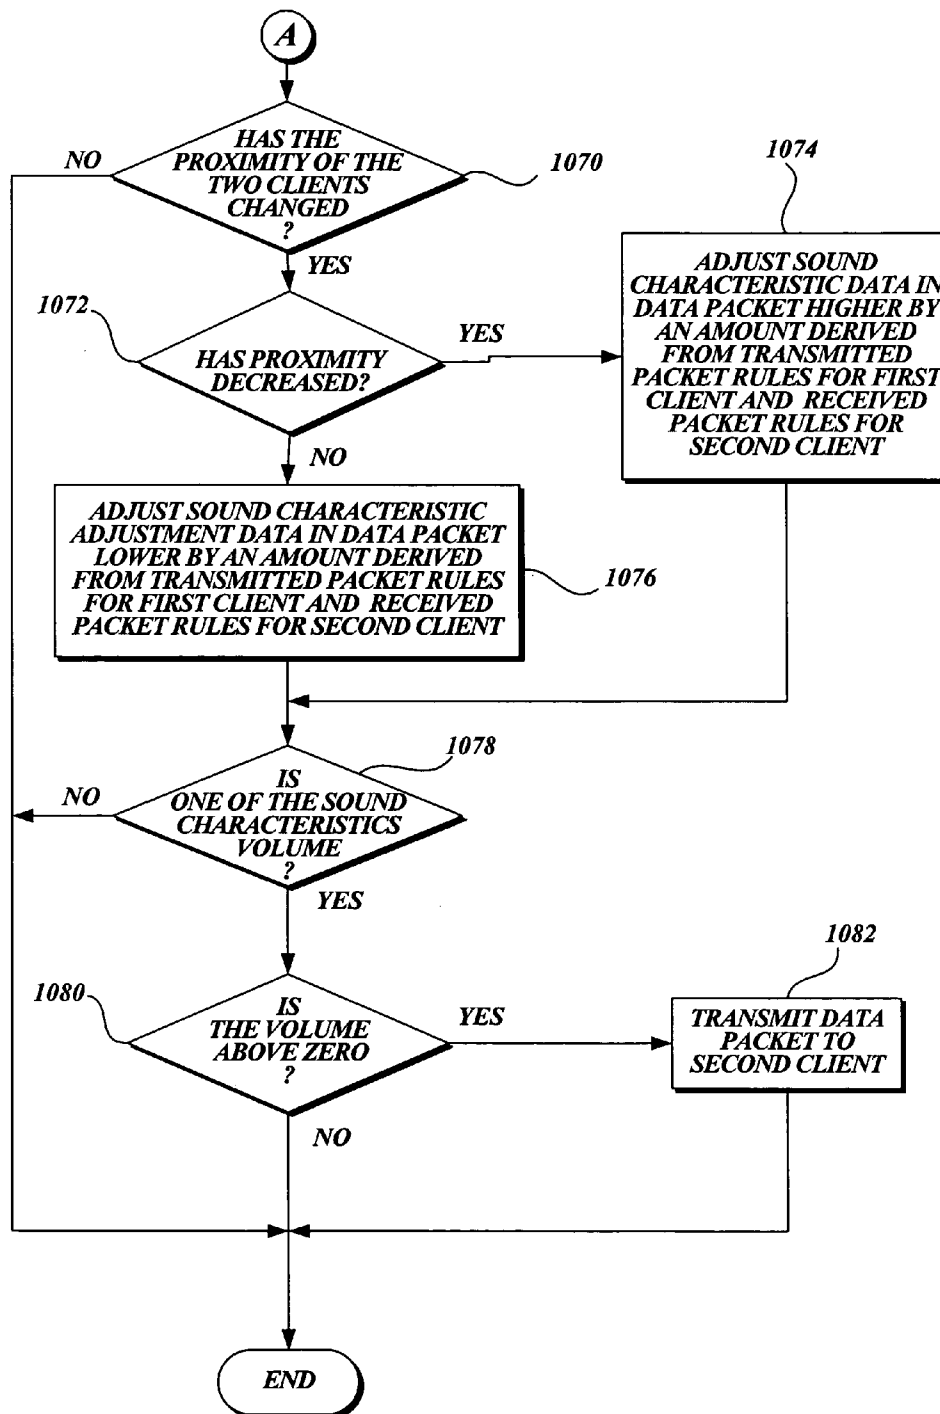 A
HAS THE
PROXIMITY OF THE
TWO CLIENTS
CHANGED
?
NO
1070
YES
1074
ADJUST SOUND
CHARACTERISTIC DATA IN
DATA PACKET HIGHER BY
AN AMOUNT DERIVED
FROM TRANSMITTED
PACKET RULES FOR FIRST
CLIENT AND RECEIVED
PACKET RULES FOR
SECOND CLIENT
1072
HAS PROXIMITY
DECREASED?
YES
NO
ADJUST SOUND CHARACTERISTIC
ADJUSTMENT DATA IN DATA PACKET
LOWER BY AN AMOUNT DERIVED
FROM TRANSMITTED PACKET RULES
FOR FIRST CLIENT AND RECEIVED
PACKET RULES FOR SECOND CLIENT
1076
1078
IS
ONE OF THE SOUND
CHARACTERISTICS
VOLUME
?
NO
YES
1080
IS
THE VOLUME
ABOVE ZERO
?
YES
1082
TRANSMIT DATA
PACKET TO
SECOND CLIENT
NO
END